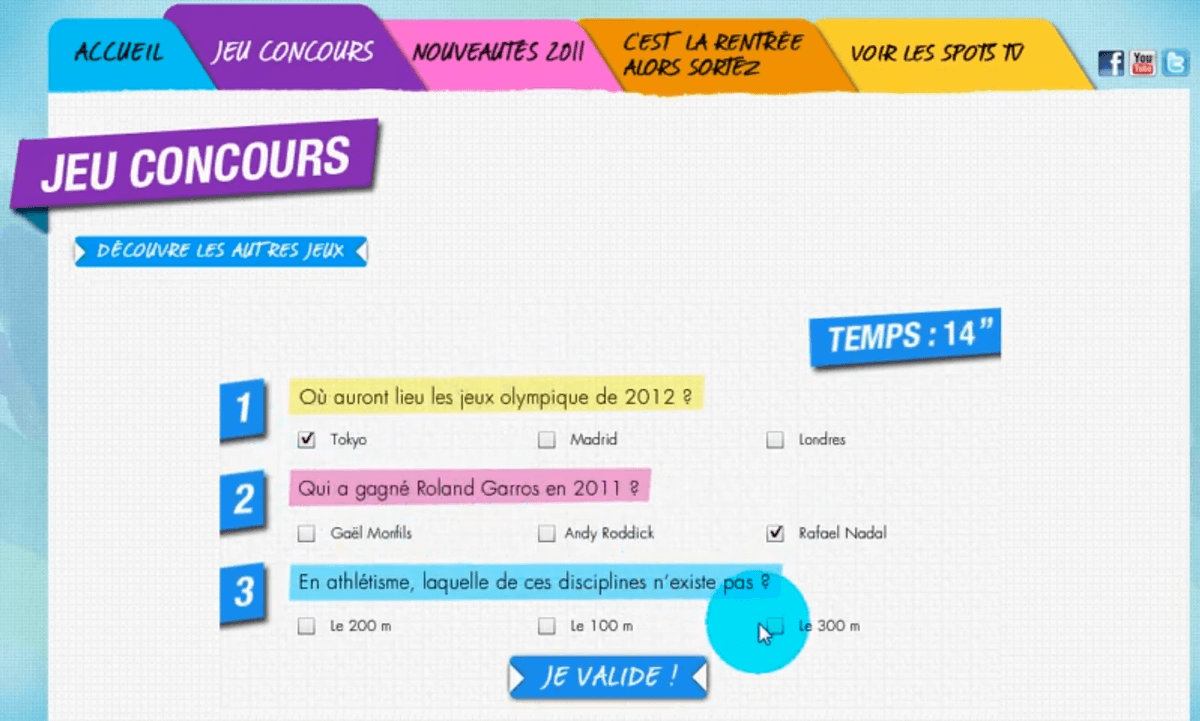 ACCUEIL
JEU CONCOURS
NOUVEAUTÉS 2011
C'EST LA RENTRÉE
ALORS SORTEZ
VOIR LES SPOTS TV
f
You
Tube
t
JEU CONCOURS
DÉCOUVRE LES AUTRES JEUX
TEMPS : 14”
1
Où auront lieu les jeux olympique de 2012 ?
Tokyo
Madrid
Londres
2
Qui a gagné Roland Garros en 2011 ?
Gaël Monfils
Andy Roddick
Rafael Nadal
3
En athlétisme, laquelle de ces disciplines n'existe pas ?
Le 200 m
Le 100 m
Le 300 m
JE VALIDE !